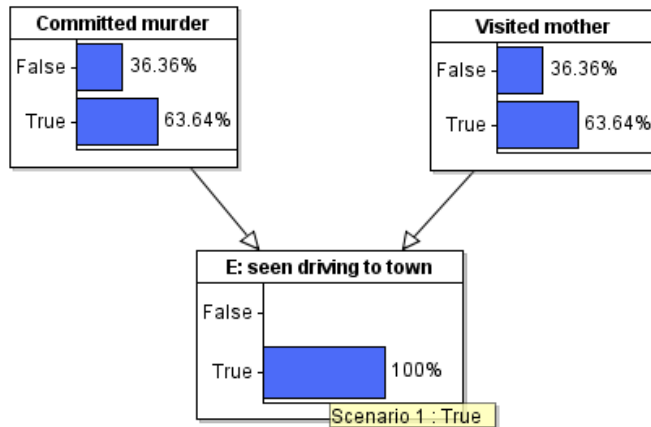 Committed murder
False
36.36%
True
63.64%
Visited mother
False
36.36%
True
63.64%
E: seen driving to town
False
True
100%
Scenario 1 : True